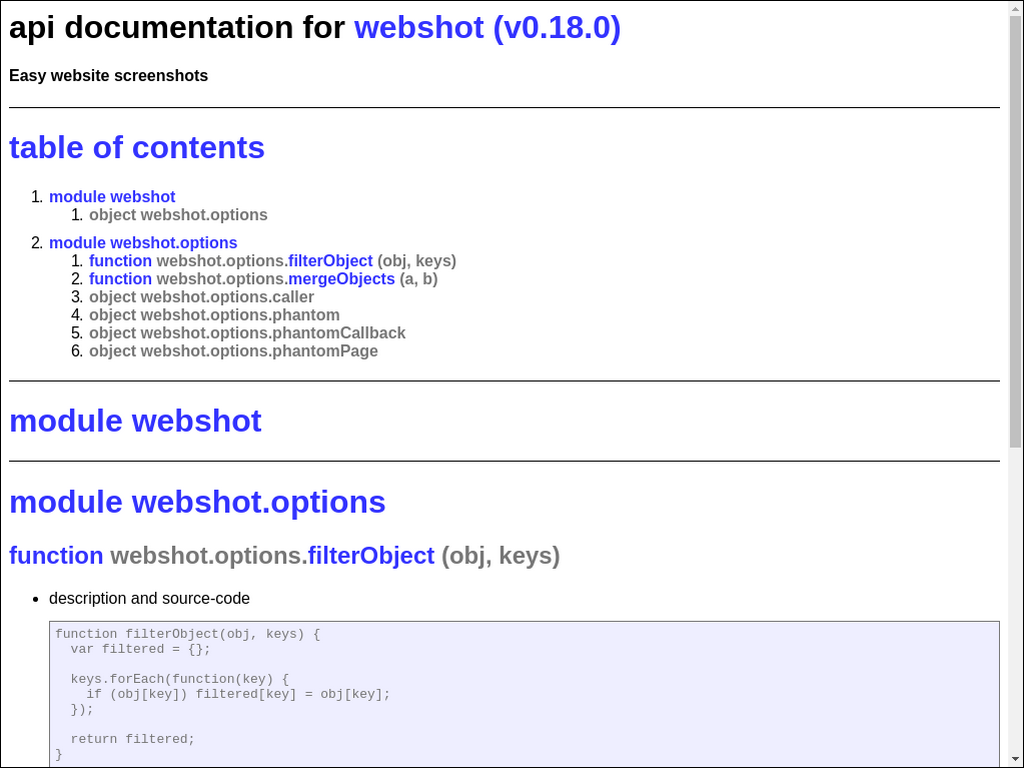 api documentation for webshot (v0.18.0)
Easy website screenshots
table of contents
1. module webshot
1. object webshot.options
2. module webshot.options
1. function webshot.options.filterObject (obj, keys)
2. function webshot.options.mergeObjects (a, b)
3. object webshot.options.caller
4. object webshot.options.phantom
5. object webshot.options.phantomCallback
6. object webshot.options.phantomPage
module webshot
module webshot.options
function webshot.options.filterObject (obj, keys)
• description and source-code
function filterObject(obj, keys) {
  var filtered = {};
  keys.forEach(function(key) {
    if (obj[key]) filtered[key] = obj[key];
  });
  return filtered;
}